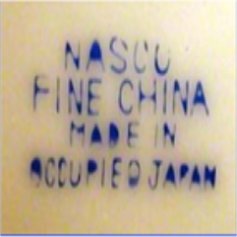 NASCO
FINE CHINA
MADE IN
OCCUPIED JAPAN